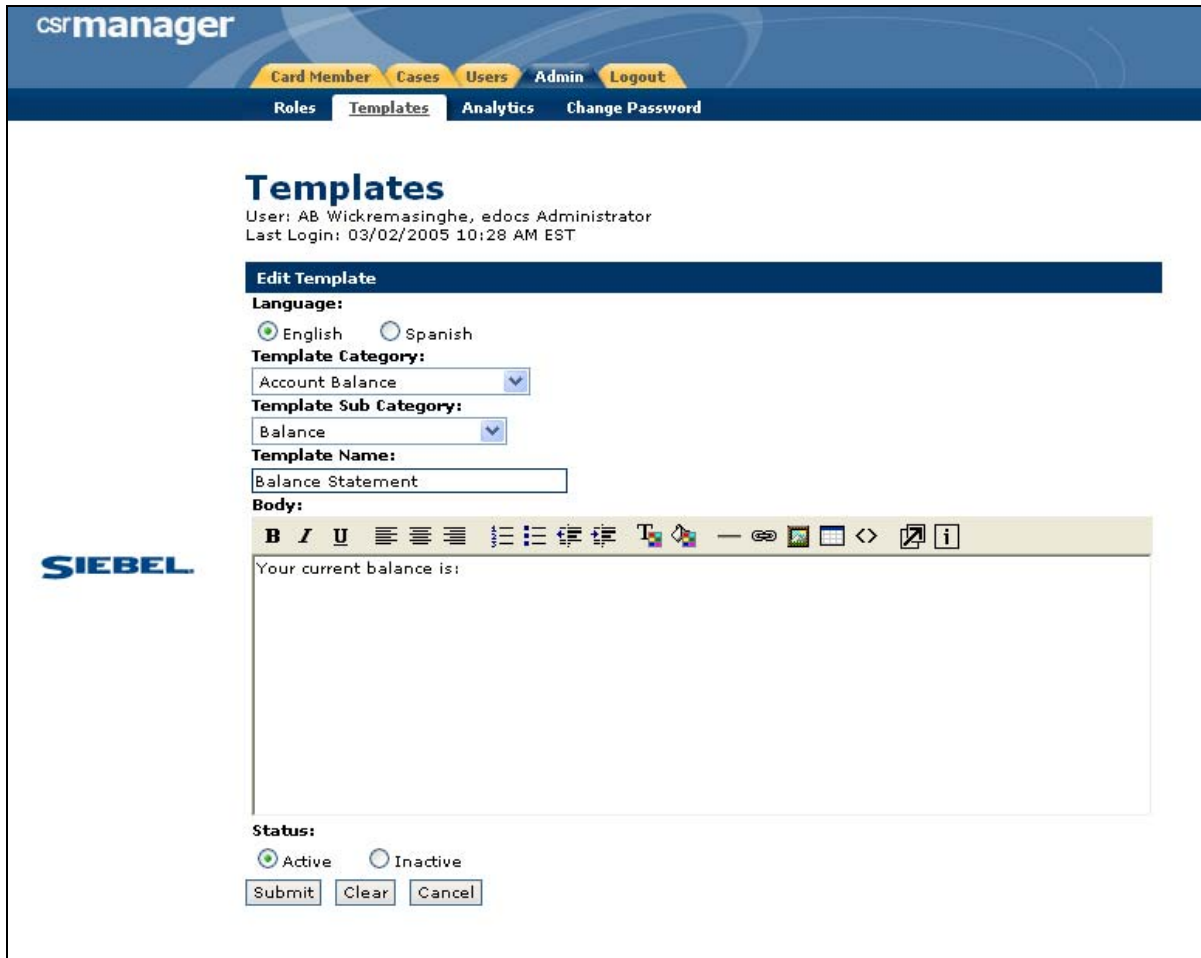 csrmanager
Card Member Cases Users Admin Logout
Roles Templates Analytics Change Password
Templates
User: AB Wickremasinghe, edocs Administrator
Last Login: 03/02/2005 10:28 AM EST
Edit Template
Language:
English Spanish
Template Category:
Account Balance
Template Sub Category:
Balance
Template Name:
Balance Statement
Body:
B I U
Your current balance is:
SIEBEL.
Status:
Active Inactive
Submit Clear Cancel